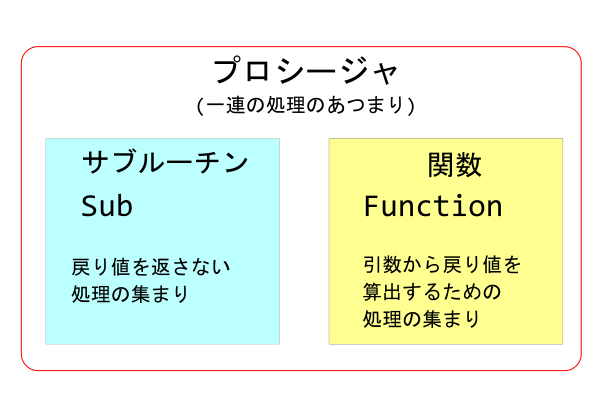 プロシージャ
(一連の処理のあつまり)
サブルーチン
Sub
戻り値を返さない
処理の集まり
関数
Function
引数から戻り値を
算出するための
処理の集まり